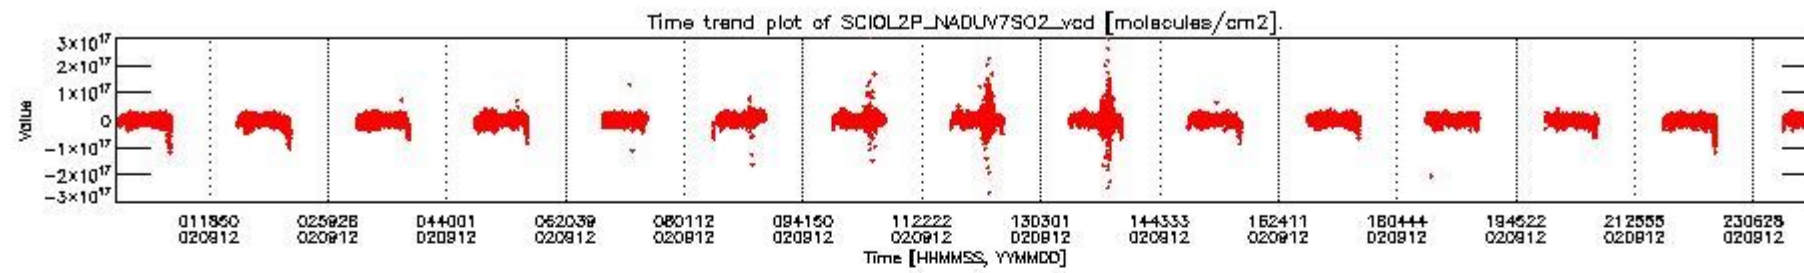 Time trend plot of SCIOL2P_NADUV7SO2_vcd [molecules/cm2].
3×10¹⁷
2×10¹⁷
1×10¹⁷
0
−1×10¹⁷
−2×10¹⁷
−3×10¹⁷
Value
011850 025926 044001 062039 080112 094150 112222 130301 144333 162411 180444 194522 212555 230628
020912 020912 020912 020912 020912 020912 020912 020912 020912 020912 020912 020912 020912 020912
Time [HHMMSS, YYMMDD]